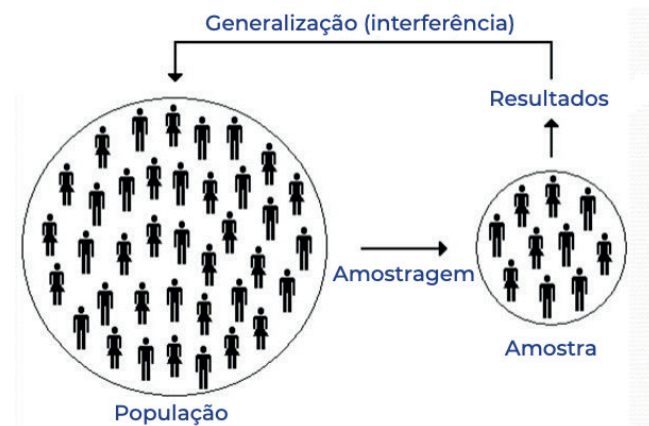 Generalização (interferência)
Resultados
Amostragem
Amostra
População